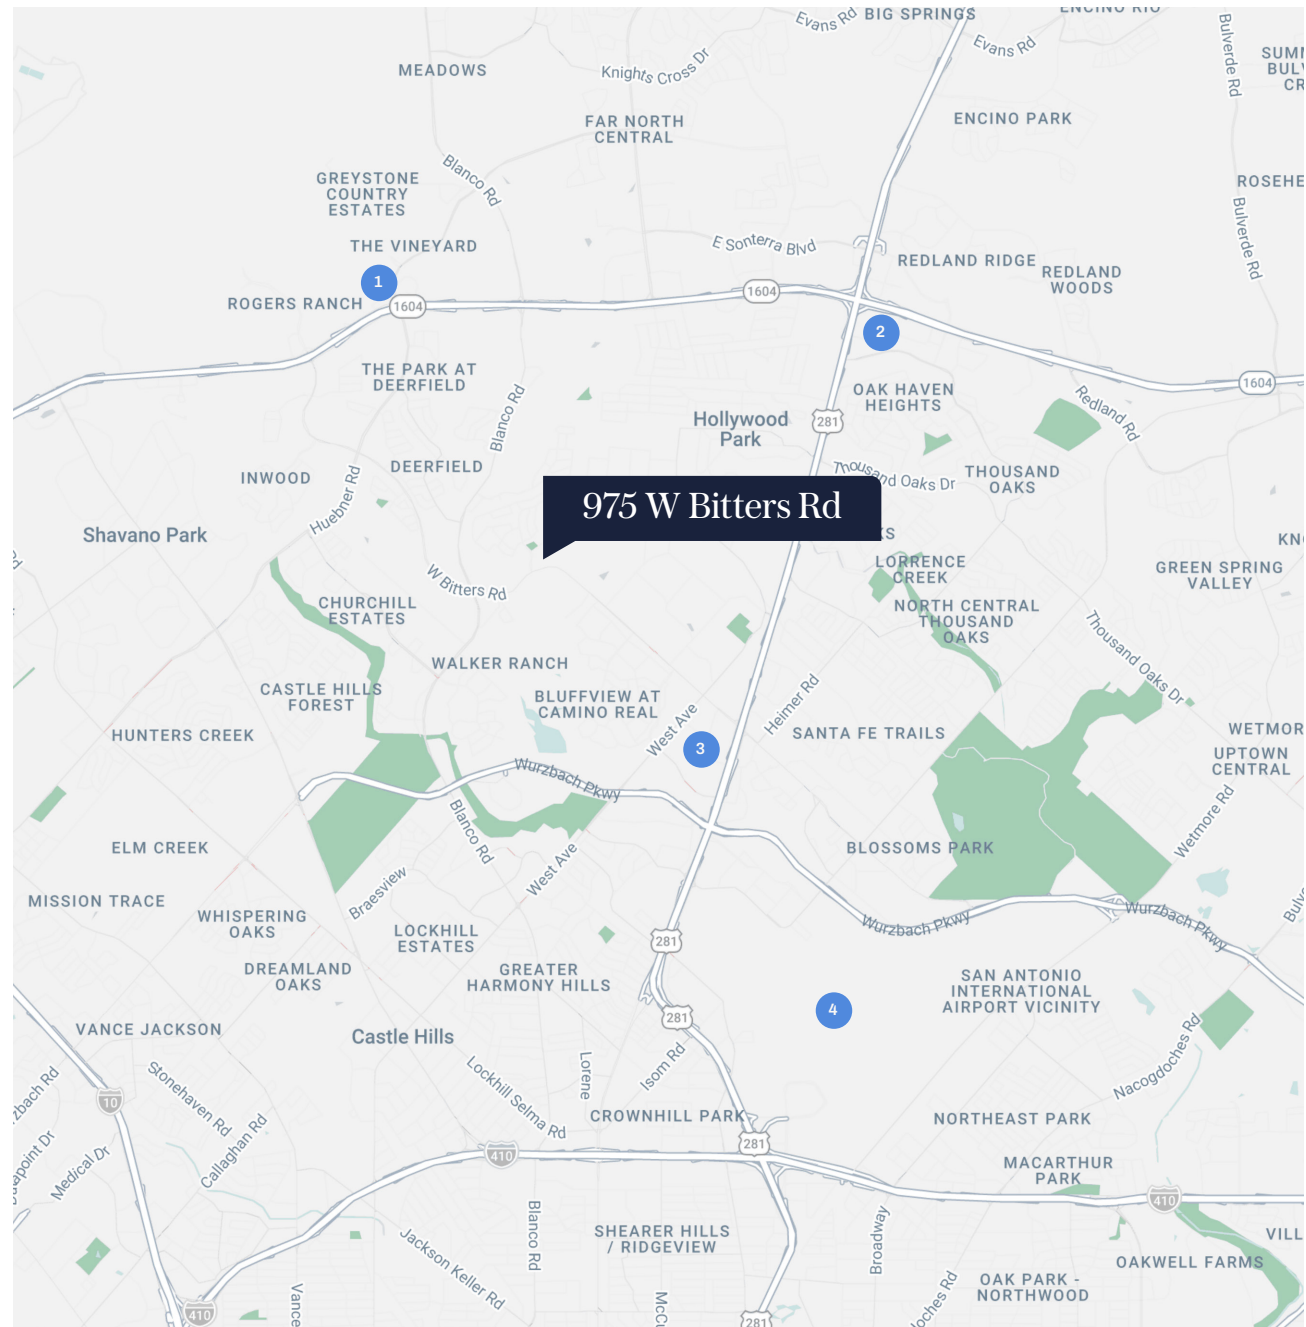 Evans Rd
BIG SPRINGS
ENCINO RIO
Evans Rd
Bulverde Rd
MEADOWS
Knights Cross Dr
FAR NORTH
CENTRAL
ENCINO PARK
Blanco Rd
GREYSTONE
COUNTRY
ESTATES
Bulverde Rd
THE VINEYARD
E Sonterra Blvd
REDLAND RIDGE
REDLAND
WOODS
1
ROGERS RANCH
1604
1604
2
THE PARK AT
DEERFIELD
1604
OAK HAVEN
HEIGHTS
Redland Rd
Blanco Rd
Hollywood
Park
281
INWOOD
DEERFIELD
Thousand Oaks Dr
THOUSAND
OAKS
Huebner Rd
975 W Bitters Rd
Shavano Park
LORRENCE
CREEK
GREEN SPRING
VALLEY
W Bitters Rd
CHURCHILL
ESTATES
NORTH CENTRAL
THOUSAND
OAKS
Thousand Oaks Dr
WALKER RANCH
CASTLE HILLS
FOREST
BLUFFVIEW AT
CAMINO REAL
West Ave
Heimer Rd
HUNTERS CREEK
3
SANTA FE TRAILS
WETMOR
UPTOWN
CENTRAL
Wurzbach Pkwy
Wetmore Rd
Blanco Rd
ELM CREEK
West Ave
BLOSSOMS PARK
MISSION TRACE
Braesview
WHISPERING
OAKS
Wurzbach Pkwy
Wurzbach Pkwy
LOCKHILL
ESTATES
281
DREAMLAND
OAKS
GREATER
HARMONY HILLS
SAN ANTONIO
INTERNATIONAL
AIRPORT VICINITY
4
281
VANCE JACKSON
Castle Hills
Nacogdoches Rd
Stonehaven Rd
Lockhill Selma Rd
Lorene
Isom Rd
10
Callaghan Rd
CROWNHILL PARK
NORTHEAST PARK
Medical Dr
410
281
MACARTHUR
PARK
410
Blanco Rd
SHEARER HILLS
/ RIDGEVIEW
Broadway
Jackson Keller Rd
OAKWELL FARMS
OAK PARK -
NORTHWOOD
Vance
410
281